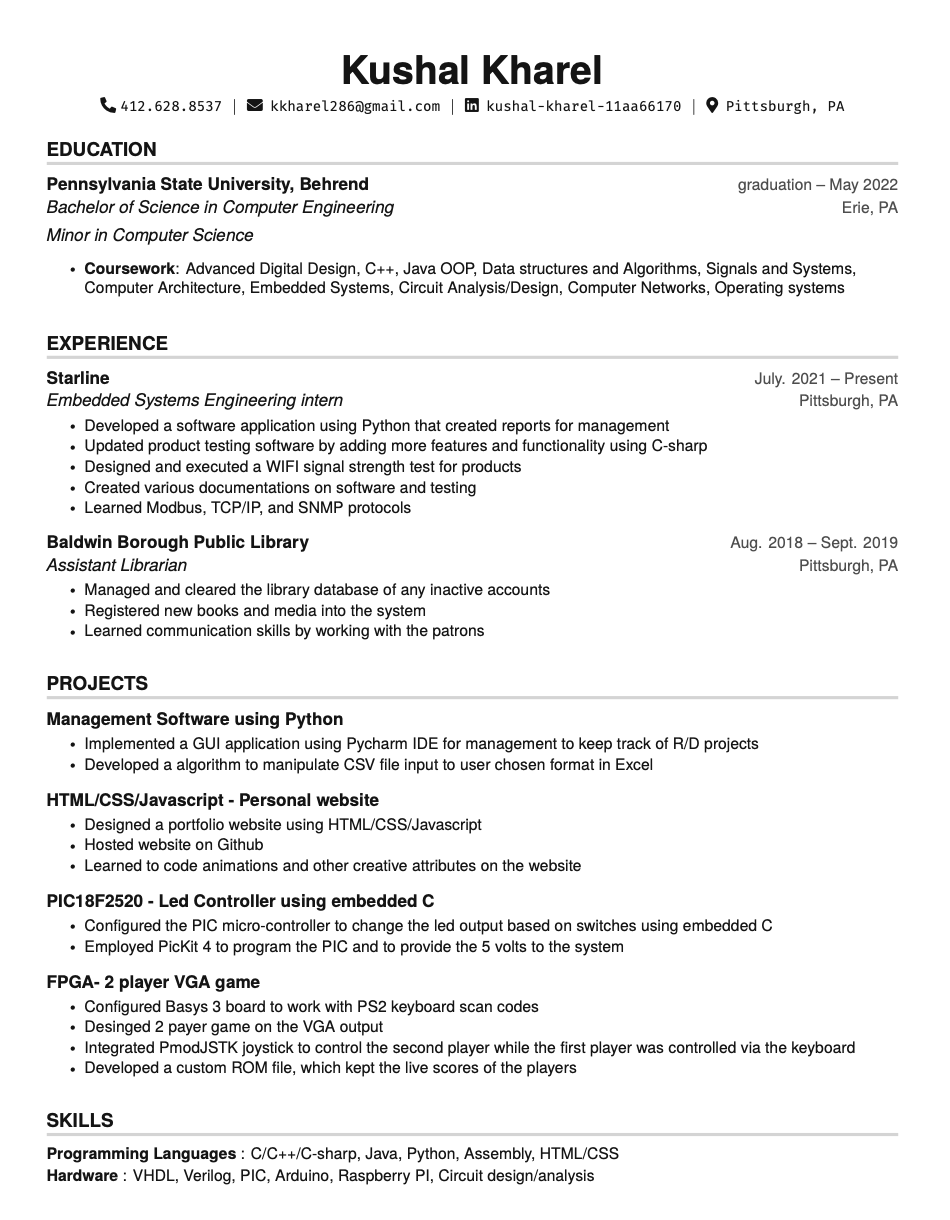 Kushal Kharel
412.628.8537 | kkharel286@gmail.com | kushal-kharel-11aa66170 | Pittsburgh, PA
EDUCATION
Pennsylvania State University, Behrend graduation – May 2022
Bachelor of Science in Computer Engineering Erie, PA
Minor in Computer Science
• Coursework: Advanced Digital Design, C++, Java OOP, Data structures and Algorithms, Signals and Systems,
Computer Architecture, Embedded Systems, Circuit Analysis/Design, Computer Networks, Operating systems
EXPERIENCE
Starline July. 2021 – Present
Embedded Systems Engineering intern Pittsburgh, PA
• Developed a software application using Python that created reports for management
• Updated product testing software by adding more features and functionality using C-sharp
• Designed and executed a WIFI signal strength test for products
• Created various documentations on software and testing
• Learned Modbus, TCP/IP, and SNMP protocols
Baldwin Borough Public Library Aug. 2018 – Sept. 2019
Assistant Librarian Pittsburgh, PA
• Managed and cleared the library database of any inactive accounts
• Registered new books and media into the system
• Learned communication skills by working with the patrons
PROJECTS
Management Software using Python
• Implemented a GUI application using Pycharm IDE for management to keep track of R/D projects
• Developed a algorithm to manipulate CSV file input to user chosen format in Excel
HTML/CSS/Javascript - Personal website
• Designed a portfolio website using HTML/CSS/Javascript
• Hosted website on Github
• Learned to code animations and other creative attributes on the website
PIC18F2520 - Led Controller using embedded C
• Configured the PIC micro-controller to change the led output based on switches using embedded C
• Employed PicKit 4 to program the PIC and to provide the 5 volts to the system
FPGA- 2 player VGA game
• Configured Basys 3 board to work with PS2 keyboard scan codes
• Desinged 2 payer game on the VGA output
• Integrated PmodJSTK joystick to control the second player while the first player was controlled via the keyboard
• Developed a custom ROM file, which kept the live scores of the players
SKILLS
Programming Languages : C/C++/C-sharp, Java, Python, Assembly, HTML/CSS
Hardware : VHDL, Verilog, PIC, Arduino, Raspberry PI, Circuit design/analysis